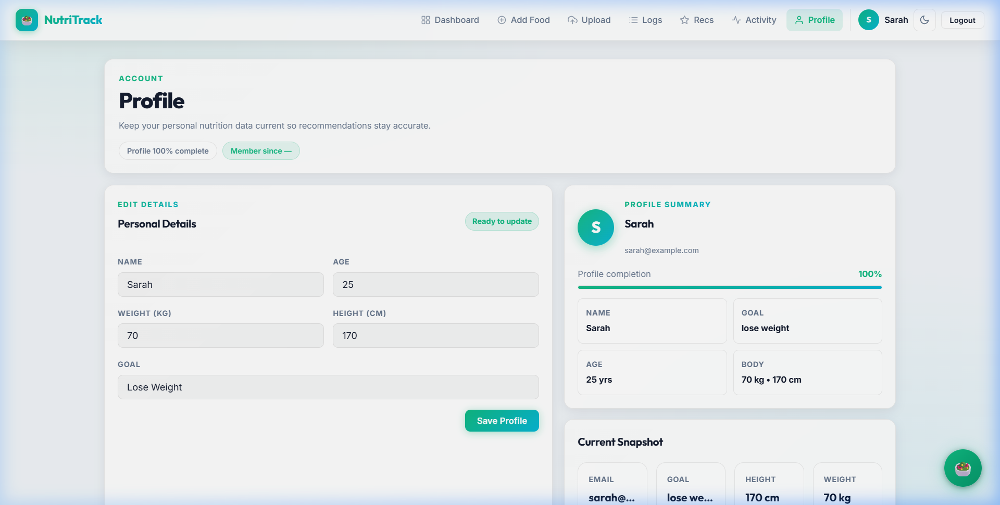 NutriTrack
Dashboard
Add Food
Upload
Logs
Recs
Activity
Profile
S
Sarah
Logout
ACCOUNT
Profile
Keep your personal nutrition data current so recommendations stay accurate.
Profile 100% complete
Member since —
EDIT DETAILS
Personal Details
Ready to update
NAME
Sarah
AGE
25
WEIGHT (KG)
70
HEIGHT (CM)
170
GOAL
Lose Weight
Save Profile
PROFILE SUMMARY
S
Sarah
sarah@example.com
Profile completion
100%
NAME
Sarah
GOAL
lose weight
AGE
25 yrs
BODY
70 kg • 170 cm
Current Snapshot
EMAIL
sarah@...
GOAL
lose we...
HEIGHT
170 cm
WEIGHT
70 kg